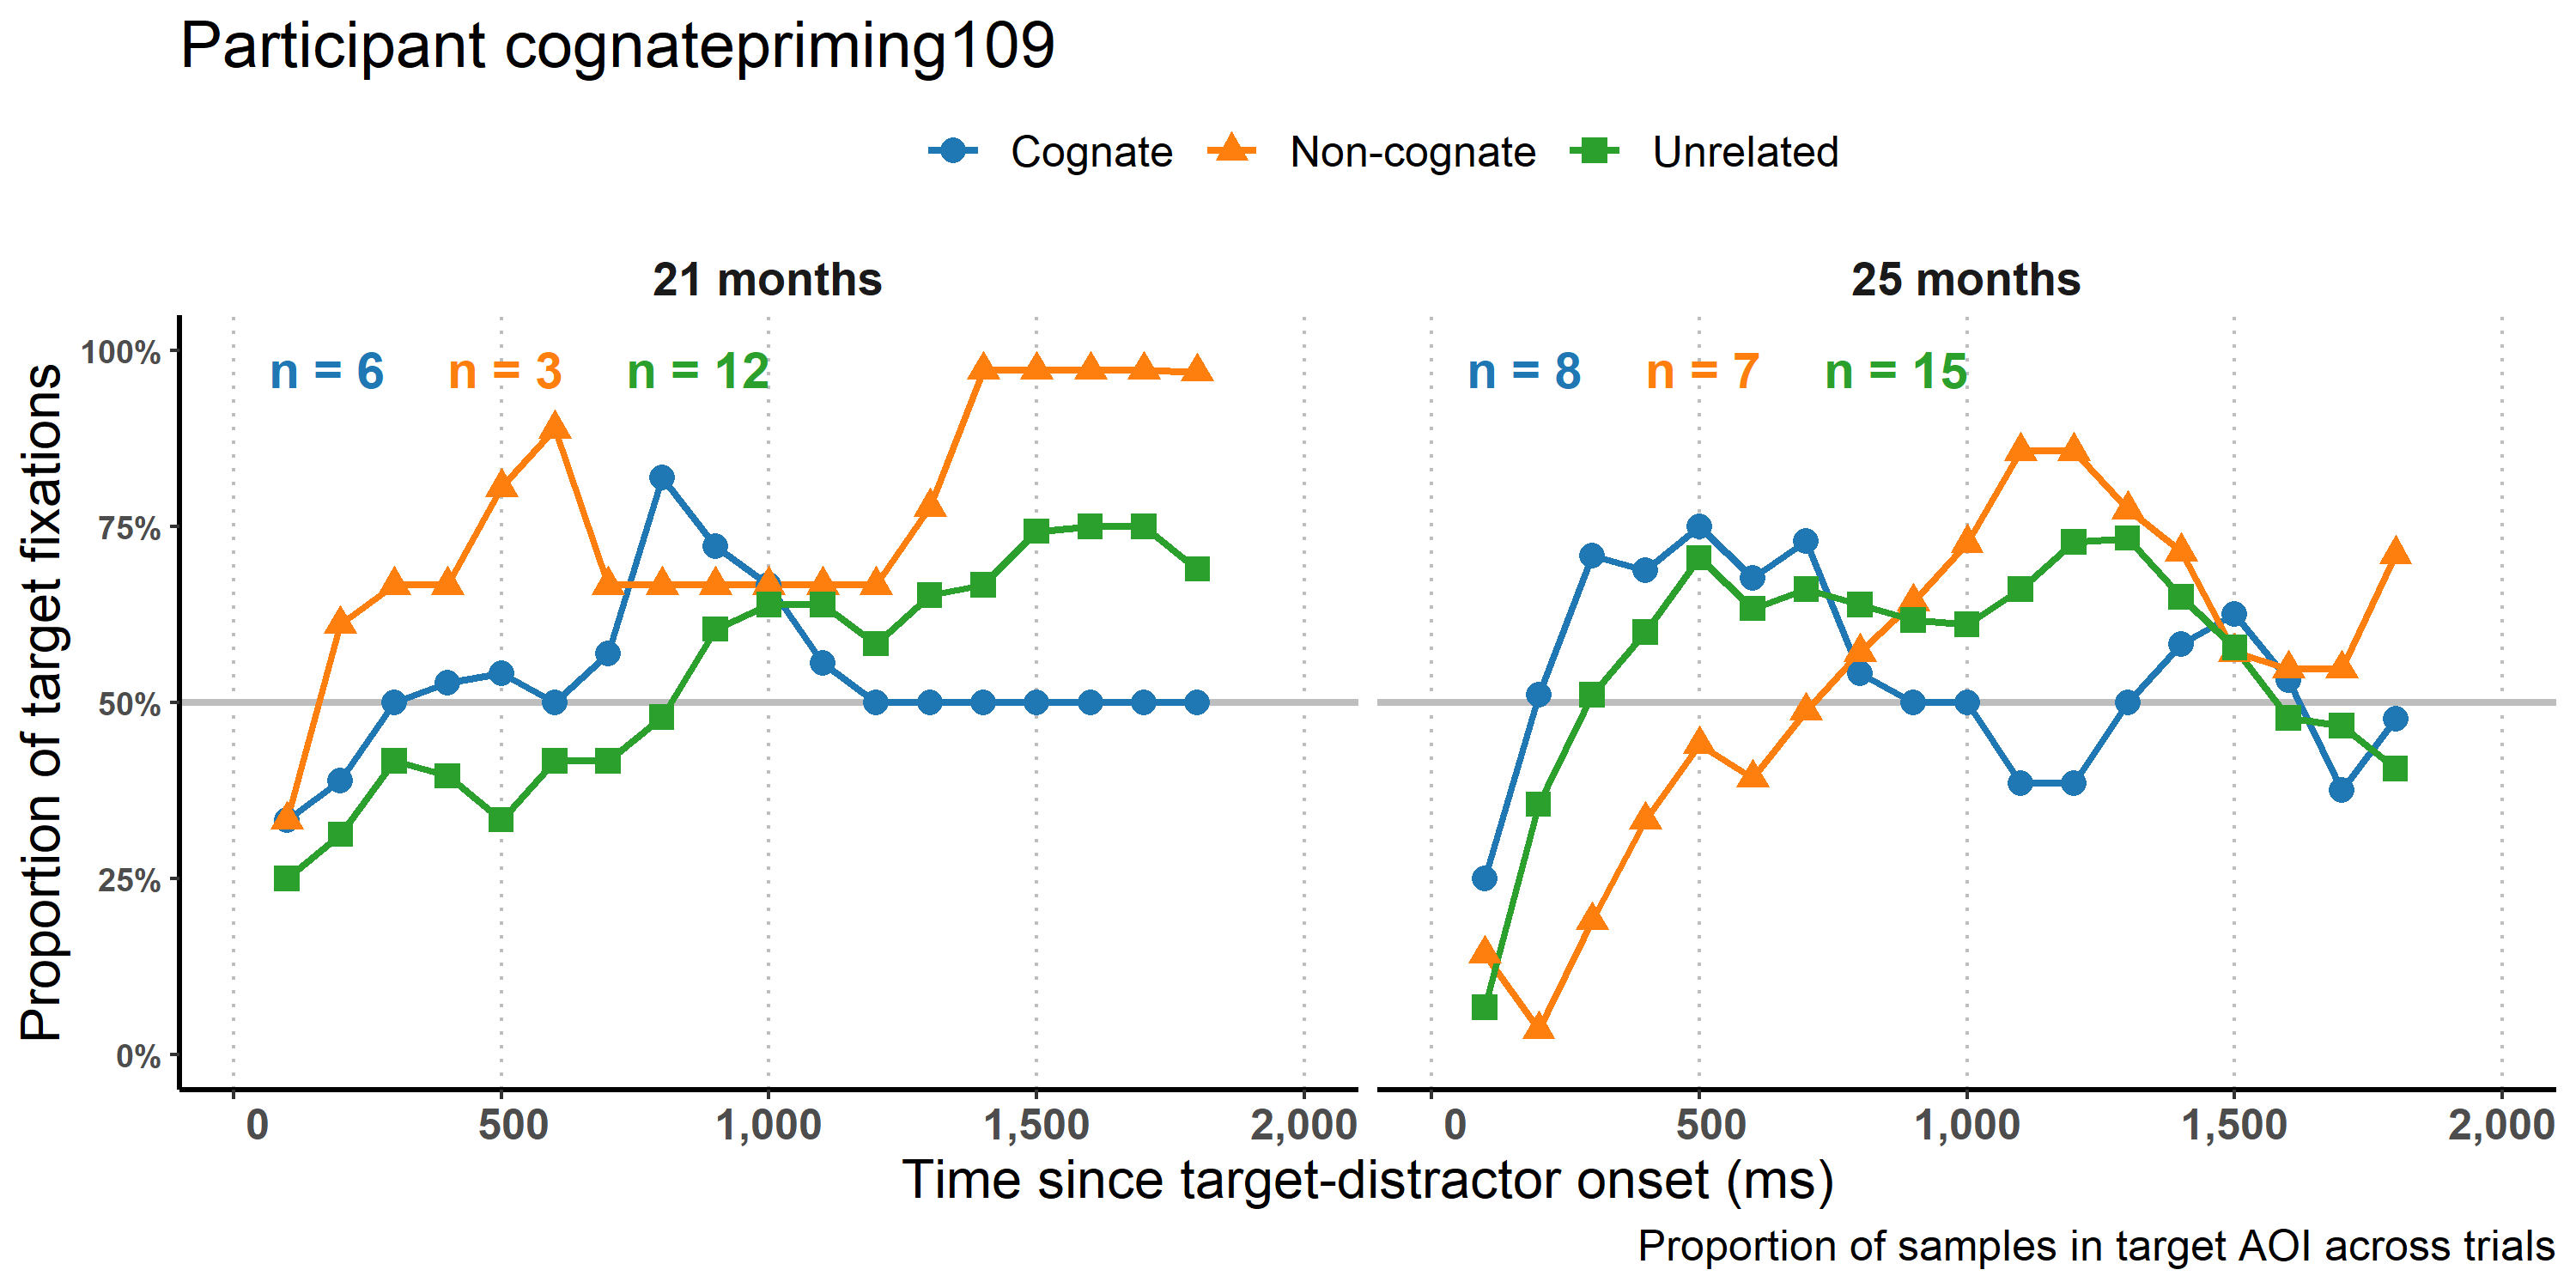 Participant cognatepriming109
Cognate Non-cognate Unrelated
21 months
25 months
Proportion of target fixations
100%
75%
50%
25%
0%
n = 6 n = 3 n = 12
n = 8 n = 7 n = 15
0 500 1,000 1,500 2,000
0 500 1,000 1,500 2,000
Time since target-distractor onset (ms)
Proportion of samples in target AOI across trials